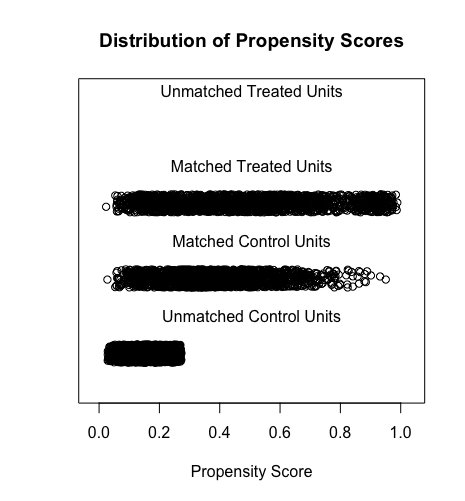 Distribution of Propensity Scores
Unmatched Treated Units
Matched Treated Units
Matched Control Units
Unmatched Control Units
0.0 0.2 0.4 0.6 0.8 1.0
Propensity Score